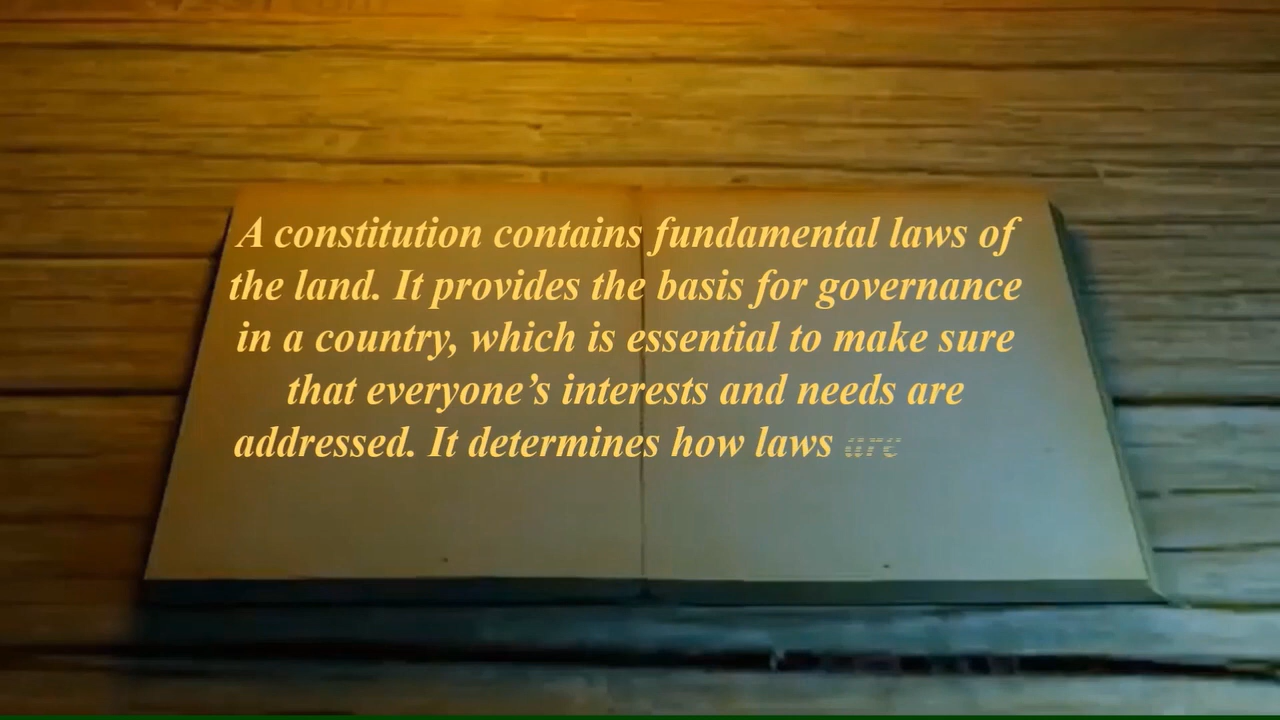 A constitution contains fundamental laws of
the land. It provides the basis for governance
in a country, which is essential to make sure
that everyone’s interests and needs are
addressed. It determines how laws are